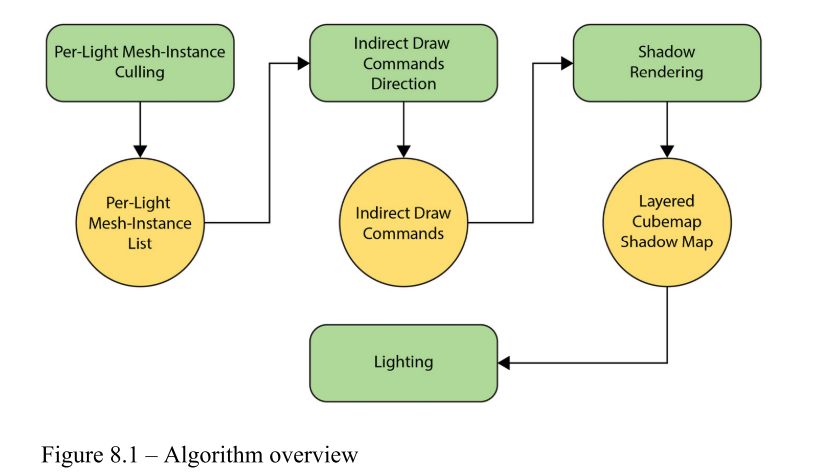 Per-Light Mesh-Instance
Culling
Indirect Draw
Commands
Direction
Shadow
Rendering
Per-Light
Mesh-Instance
List
Indirect Draw
Commands
Layered
Cubemap
Shadow Map
Lighting
Figure 8.1 – Algorithm overview